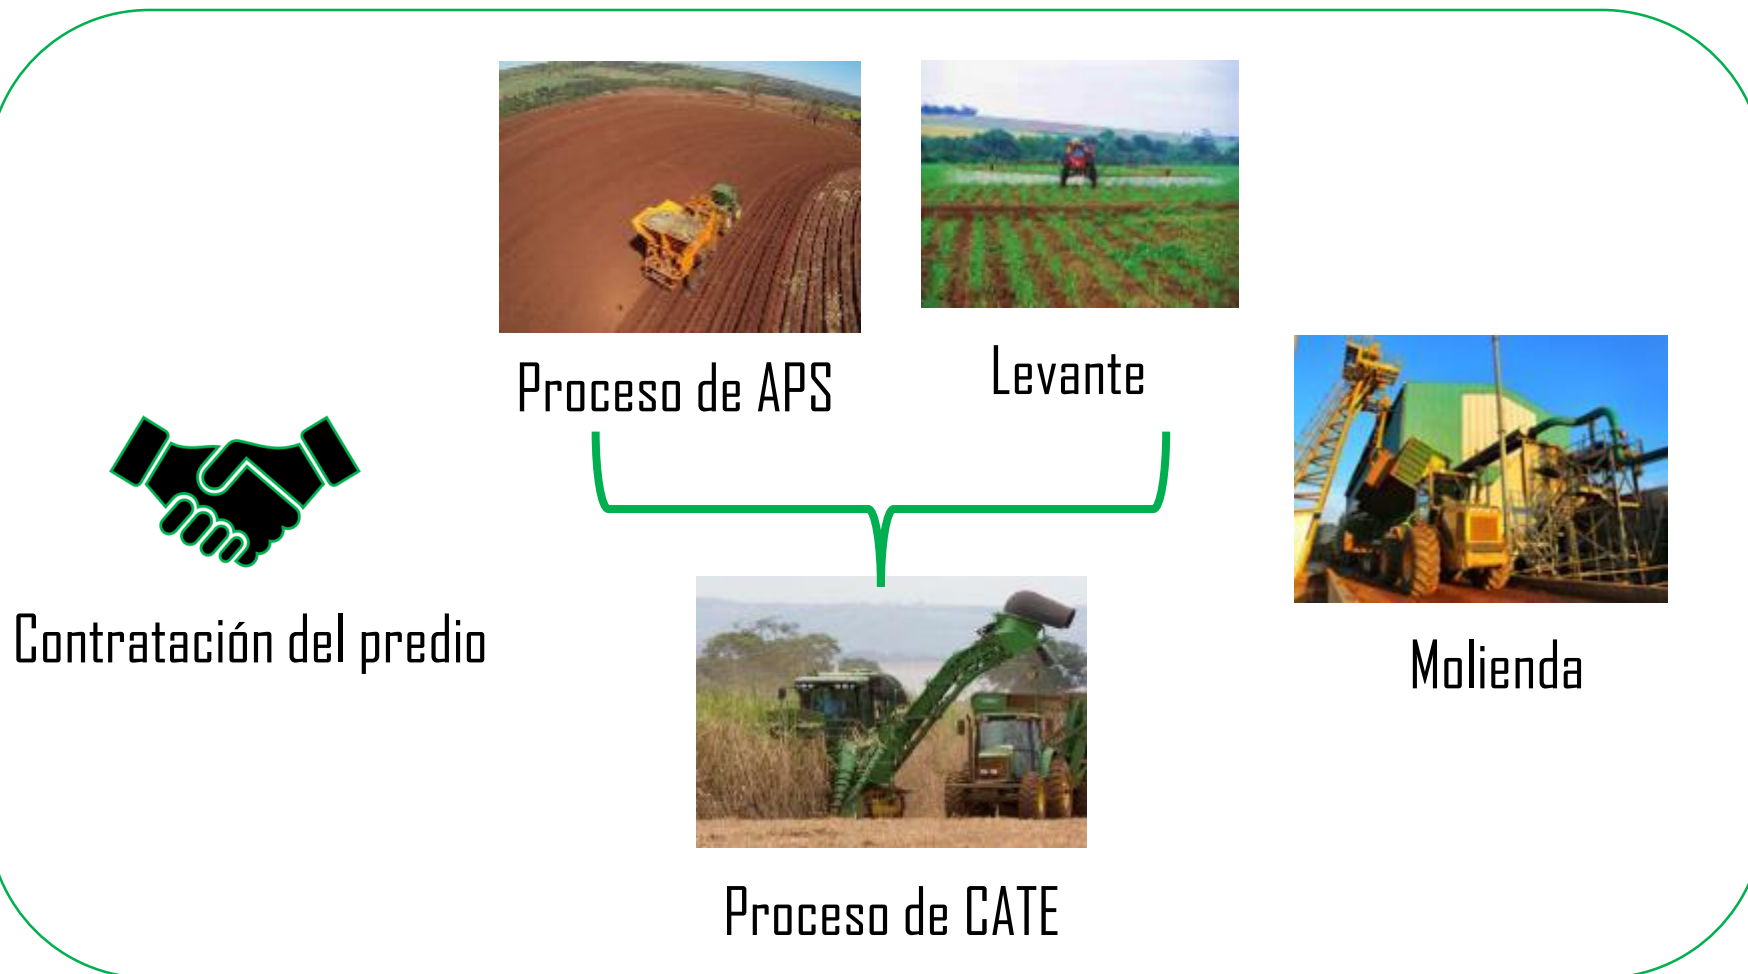 Contratación del predio
Proceso de APS
Levante
Proceso de CATE
Molienda